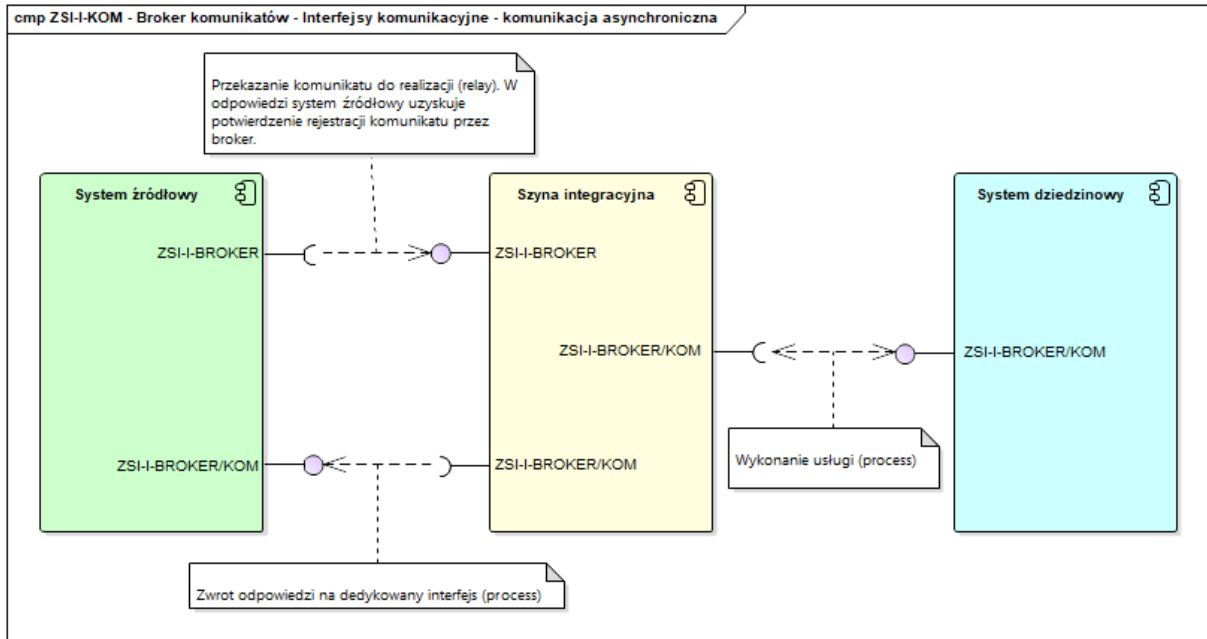 cmp ZSI-I-KOM - Broker komunikatów - Interfejsy komunikacyjne - komunikacja asynchroniczna
Przekazanie komunikatu do realizacji (relay). W
odpowiedzi system źródłowy uzyskuje
potwierdzenie rejestracji komunikatu przez
broker.
System źródłowy
Szyna integracyjna
System dziedzinowy
ZSI-I-BROKER
ZSI-I-BROKER
ZSI-I-BROKER/KOM
ZSI-I-BROKER/KOM
ZSI-I-BROKER/KOM
ZSI-I-BROKER/KOM
Wykonanie usługi (process)
Zwrot odpowiedzi na dedykowany interfejs (process)